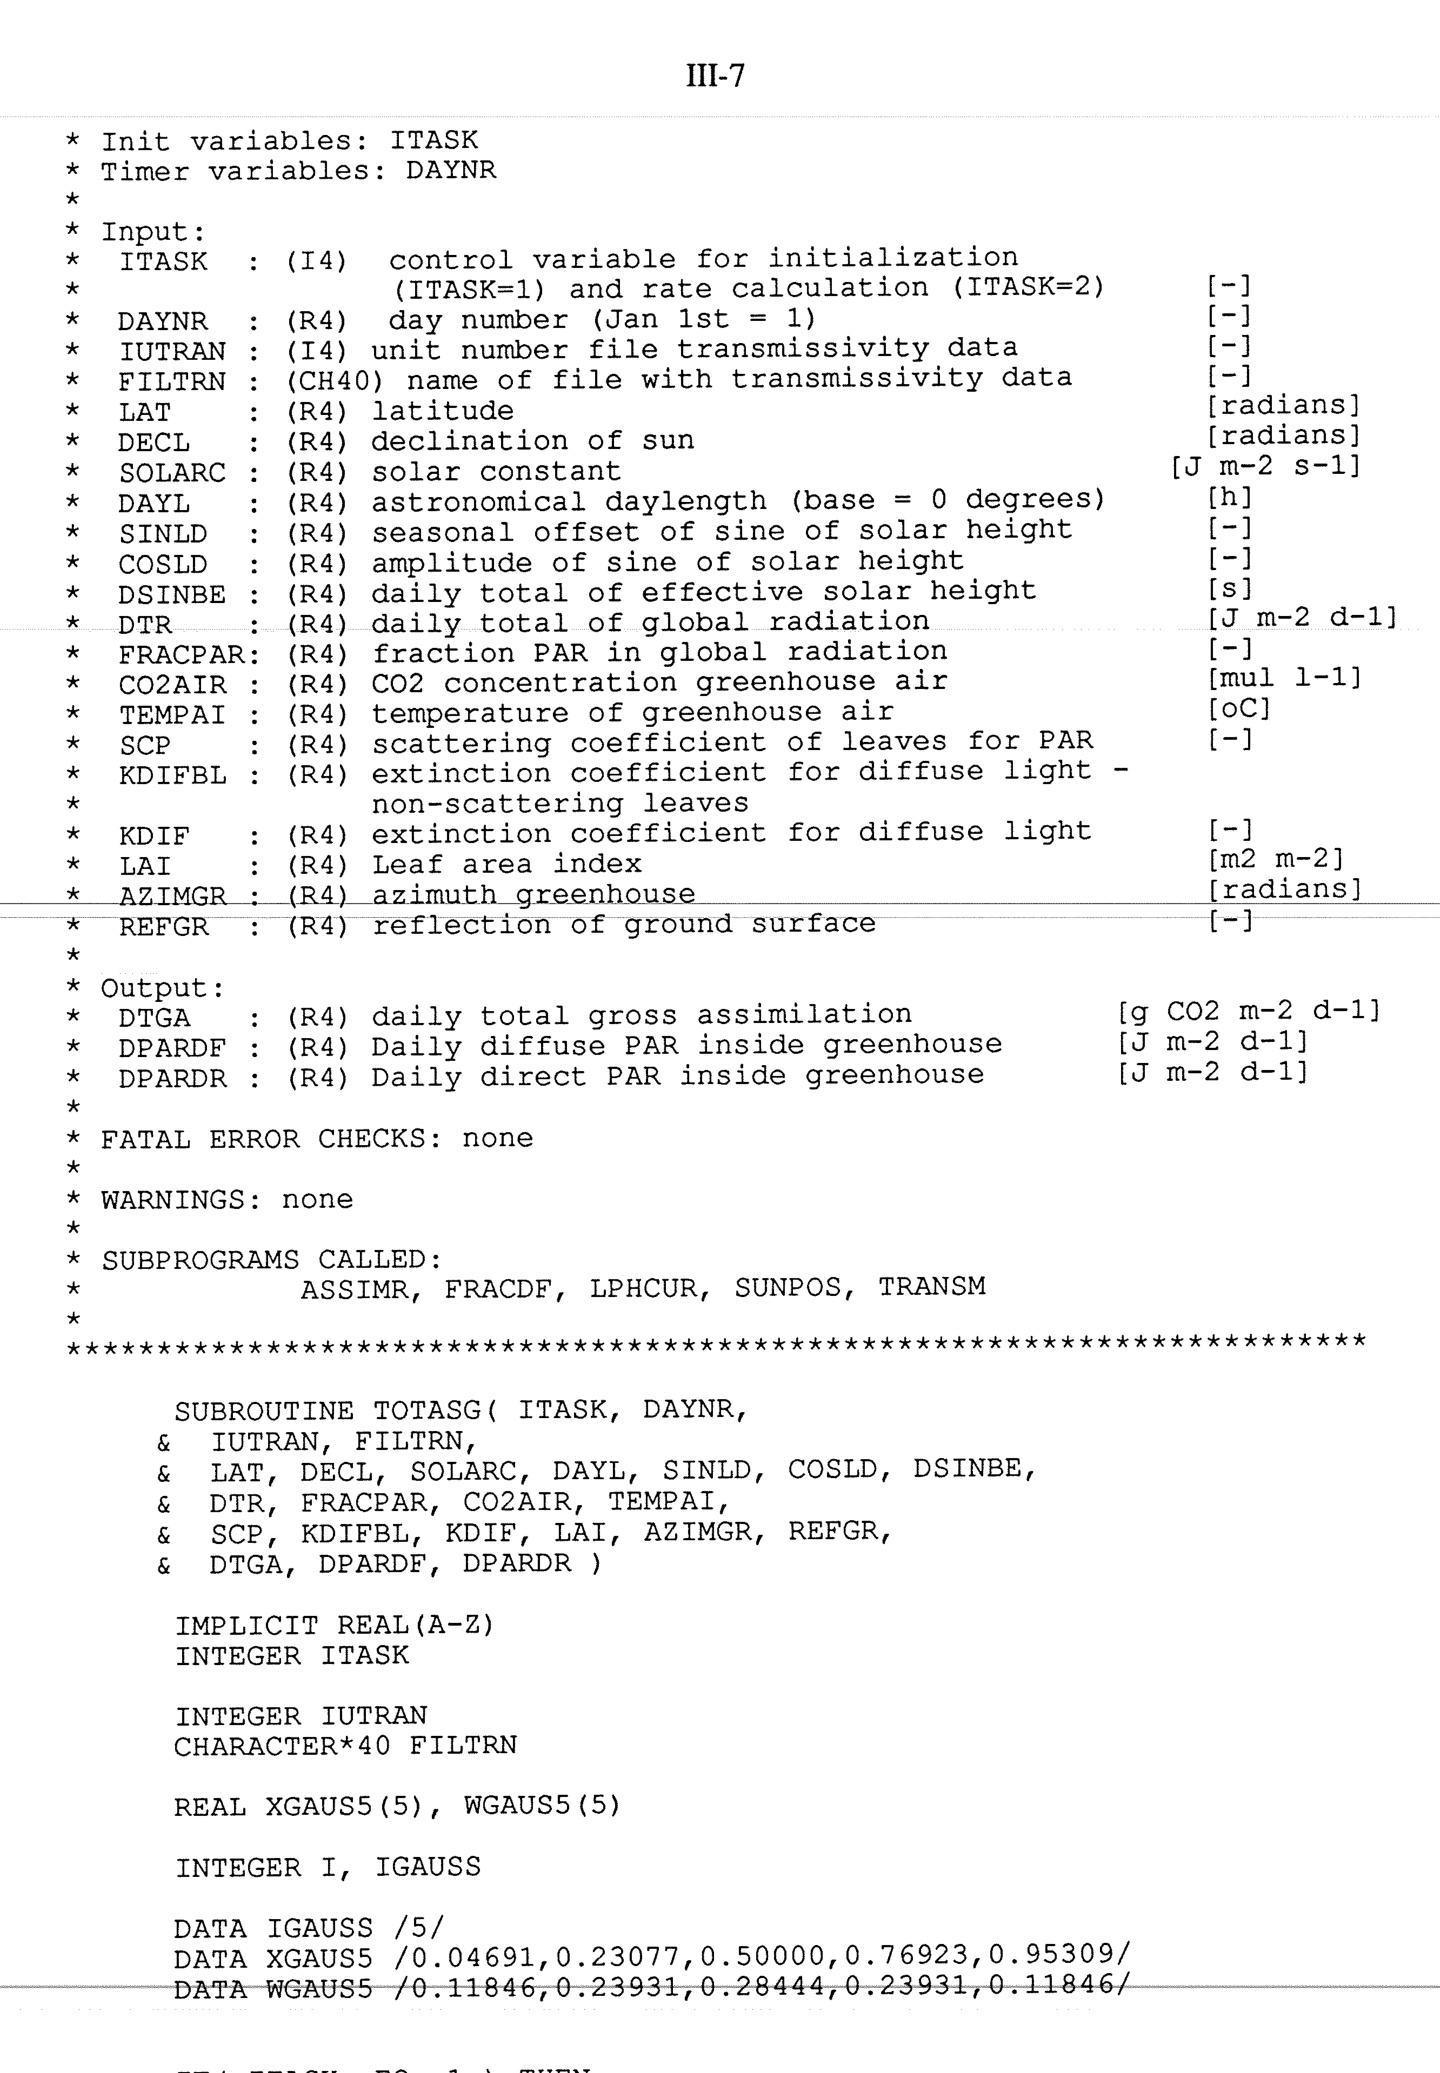 III-7
* Init variables: ITASK
* Timer variables: DAYNR
*
* Input:
*  ITASK  : (I4)  control variable for initialization
*                 (ITASK=1) and rate calculation (ITASK=2)      [-]
*  DAYNR  : (R4)  day number (Jan 1st = 1)                      [-]
*  IUTRAN : (I4) unit number file transmissivity data          [-]
*  FILTRN : (CH40) name of file with transmissivity data       [-]
*  LAT    : (R4) latitude                                      [radians]
*  DECL   : (R4) declination of sun                            [radians]
*  SOLARC : (R4) solar constant                              [J m-2 s-1]
*  DAYL   : (R4) astronomical daylength (base = 0 degrees)     [h]
*  SINLD  : (R4) seasonal offset of sine of solar height       [-]
*  COSLD  : (R4) amplitude of sine of solar height             [-]
*  DSINBE : (R4) daily total of effective solar height         [s]
*  DTR    : (R4) daily total of global radiation               [J m-2 d-1]
*  FRACPAR: (R4) fraction PAR in global radiation              [-]
*  CO2AIR : (R4) CO2 concentration greenhouse air              [mul l-1]
*  TEMPAI : (R4) temperature of greenhouse air                 [oC]
*  SCP    : (R4) scattering coefficient of leaves for PAR      [-]
*  KDIFBL : (R4) extinction coefficient for diffuse light -
*                non-scattering leaves
*  KDIF   : (R4) extinction coefficient for diffuse light      [-]
*  LAI    : (R4) Leaf area index                               [m2 m-2]
*  AZIMGR : (R4) azimuth greenhouse                            [radians]
*  REFGR  : (R4) reflection of ground surface                  [-]
*
* Output:
*  DTGA   : (R4) daily total gross assimilation           [g CO2 m-2 d-1]
*  DPARDF : (R4) Daily diffuse PAR inside greenhouse      [J m-2 d-1]
*  DPARDR : (R4) Daily direct PAR inside greenhouse       [J m-2 d-1]
*
* FATAL ERROR CHECKS: none
*
* WARNINGS: none
*
* SUBPROGRAMS CALLED:
*            ASSIMR, FRACDF, LPHCUR, SUNPOS, TRANSM
*
************************************************************************
SUBROUTINE TOTASG( ITASK, DAYNR,
&  IUTRAN, FILTRN,
&  LAT, DECL, SOLARC, DAYL, SINLD, COSLD, DSINBE,
&  DTR, FRACPAR, CO2AIR, TEMPAI,
&  SCP, KDIFBL, KDIF, LAI, AZIMGR, REFGR,
&  DTGA, DPARDF, DPARDR )
IMPLICIT REAL(A-Z)
INTEGER ITASK
INTEGER IUTRAN
CHARACTER*40 FILTRN
REAL XGAUS5(5), WGAUS5(5)
INTEGER I, IGAUSS
DATA IGAUSS /5/
DATA XGAUS5 /0.04691,0.23077,0.50000,0.76923,0.95309/
DATA WGAUS5 /0.11846,0.23931,0.28444,0.23931,0.11846/